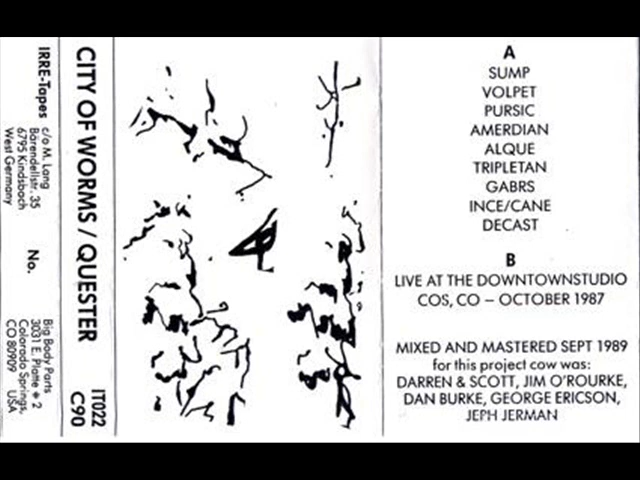 IRRE-Tapes c/o M. Lang
Bärendellstr. 35
6795 Kindsbach
West Germany
No.
Big Body Parts
3031 E. Platte # 2
Colorado Springs,
CO 80909 USA
CITY OF WORMS / QUESTER
IT022
C90
A
SUMP
VOLPET
PURSIC
AMERDIAN
ALQUE
TRIPLETAN
GABRS
INCE/CANE
DECAST
B
LIVE AT THE DOWNTOWNSTUDIO
COS, CO – OCTOBER 1987
MIXED AND MASTERED SEPT 1989
for this project cow was:
DARREN & SCOTT, JIM O'ROURKE,
DAN BURKE, GEORGE ERICSON,
JEPH JERMAN